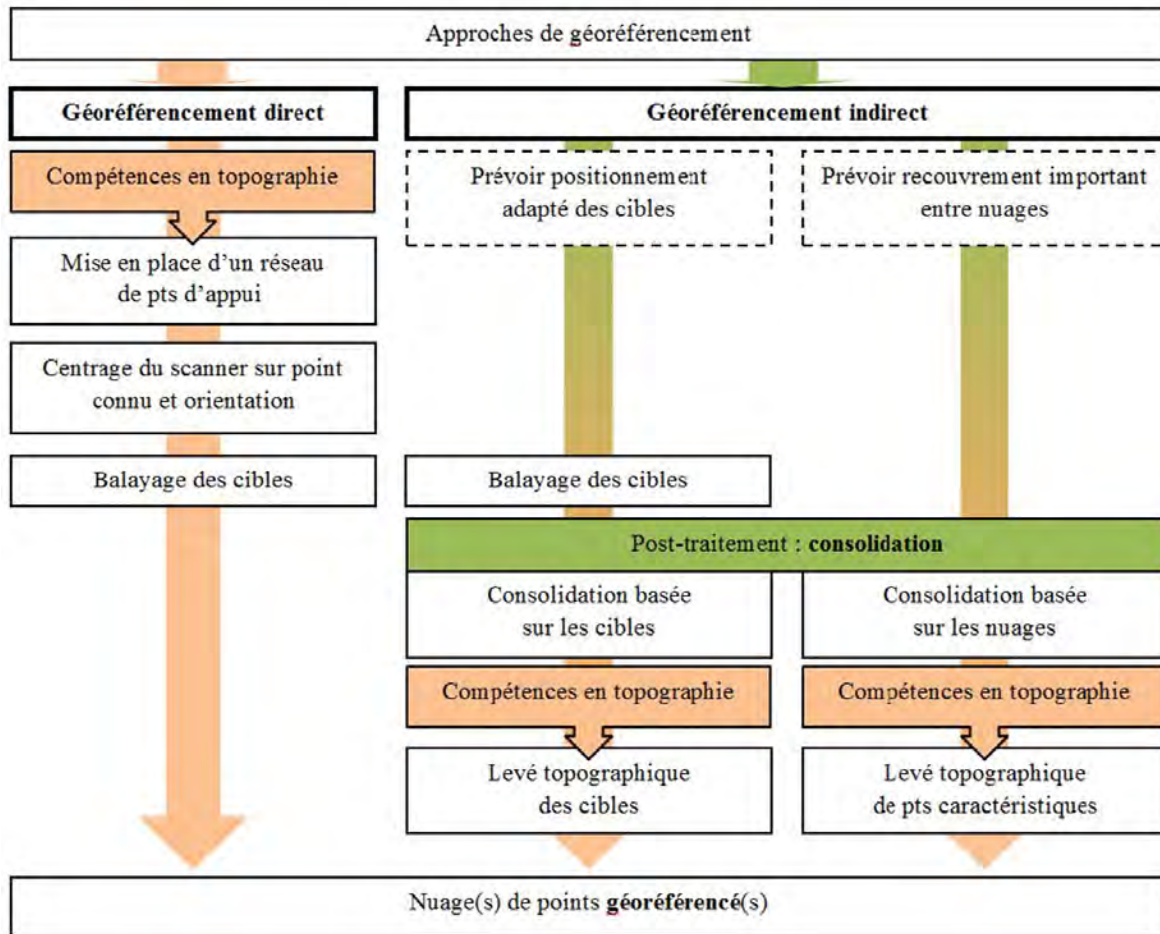 Approches de géoréférencement
Géoréférencement direct
Géoréférencement indirect
Compétences en topographie
Prévoir positionnement
adapté des cibles
Prévoir recouvrement important
entre nuages
Mise en place d’un réseau
de pts d’appui
Centrage du scanner sur point
connu et orientation
Balayage des cibles
Balayage des cibles
Post-traitement : consolidation
Consolidation basée
sur les cibles
Consolidation basée
sur les nuages
Compétences en topographie
Compétences en topographie
Levé topographique
des cibles
Levé topographique
de pts caractéristiques
Nuage(s) de points géoréférencé(s)